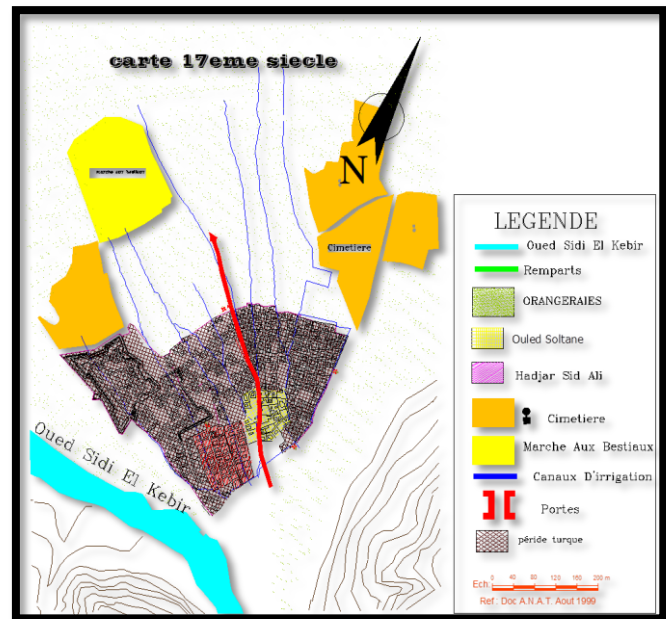 carte 17eme siecle
N
Cimetiere
Oued Sidi El Kebir
LEGENDE
Oued Sidi El Kebir
Remparts
ORANGERAIES
Ouled Soltane
Hadjar Sid Ali
Cimetiere
Marche Aux Bestiaux
Canaux D'irrigation
Portes
péride turque
Ech:
0 40 80 120 160 200 m
Ref : Doc A.N.A.T. Aout 1999